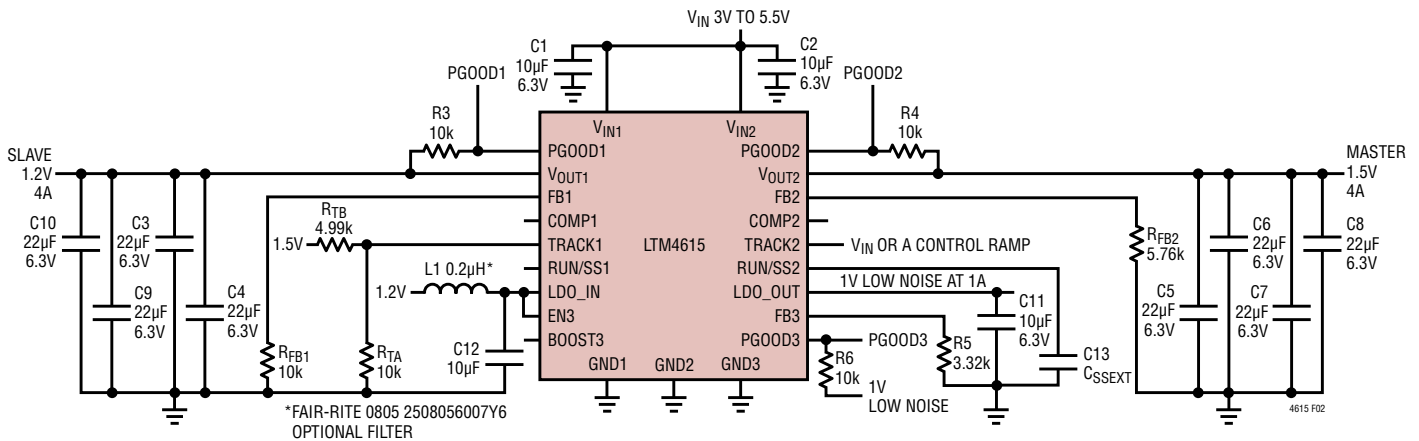 V_IN 3V TO 5.5V
C1
10µF
6.3V
C2
10µF
6.3V
PGOOD1
PGOOD2
R3
10k
R4
10k
V_IN1
V_IN2
PGOOD1
PGOOD2
SLAVE
1.2V
4A
MASTER
1.5V
4A
V_OUT1
V_OUT2
FB1
FB2
COMP1
COMP2
TRACK1
LTM4615
TRACK2
RUN/SS1
RUN/SS2
LDO_IN
LDO_OUT
EN3
FB3
BOOST3
PGOOD3
GND1
GND2
GND3
C10
22µF
6.3V
C3
22µF
6.3V
C9
22µF
6.3V
C4
22µF
6.3V
R_TB
4.99k
1.5V
L1 0.2µH*
1.2V
R_FB1
10k
R_TA
10k
C12
10µF
V_IN OR A CONTROL RAMP
1V LOW NOISE AT 1A
C11
10µF
6.3V
PGOOD3
R5
3.32k
R6
10k
1V
LOW NOISE
C13
C_SSEXT
R_FB2
5.76k
C6
22µF
6.3V
C8
22µF
6.3V
C5
22µF
6.3V
C7
22µF
6.3V
*FAIR-RITE 0805 2508056007Y6
OPTIONAL FILTER
4615 F02